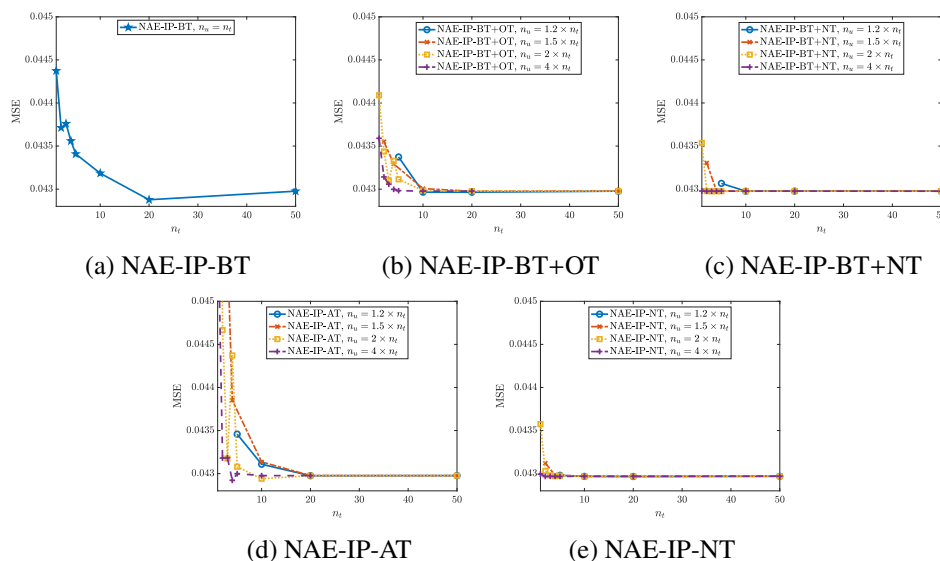 NAE-IP-BT, n_u = n_t
0.045
0.0445
0.044
0.0435
0.043
MSE
10 20 30 40 50
n_t
(a) NAE-IP-BT
NAE-IP-BT+OT, n_u = 1.2 × n_t
NAE-IP-BT+OT, n_u = 1.5 × n_t
NAE-IP-BT+OT, n_u = 2 × n_t
NAE-IP-BT+OT, n_u = 4 × n_t
0.045
0.0445
0.044
0.0435
0.043
MSE
10 20 30 40 50
n_t
(b) NAE-IP-BT+OT
NAE-IP-BT+NT, n_u = 1.2 × n_t
NAE-IP-BT+NT, n_u = 1.5 × n_t
NAE-IP-BT+NT, n_u = 2 × n_t
NAE-IP-BT+NT, n_u = 4 × n_t
0.045
0.0445
0.044
0.0435
0.043
MSE
10 20 30 40 50
n_t
(c) NAE-IP-BT+NT
NAE-IP-AT, n_u = 1.2 × n_t
NAE-IP-AT, n_u = 1.5 × n_t
NAE-IP-AT, n_u = 2 × n_t
NAE-IP-AT, n_u = 4 × n_t
0.045
0.0445
0.044
0.0435
0.043
MSE
10 20 30 40 50
n_t
(d) NAE-IP-AT
NAE-IP-NT, n_u = 1.2 × n_t
NAE-IP-NT, n_u = 1.5 × n_t
NAE-IP-NT, n_u = 2 × n_t
NAE-IP-NT, n_u = 4 × n_t
0.045
0.0445
0.044
0.0435
0.043
MSE
10 20 30 40 50
n_t
(e) NAE-IP-NT